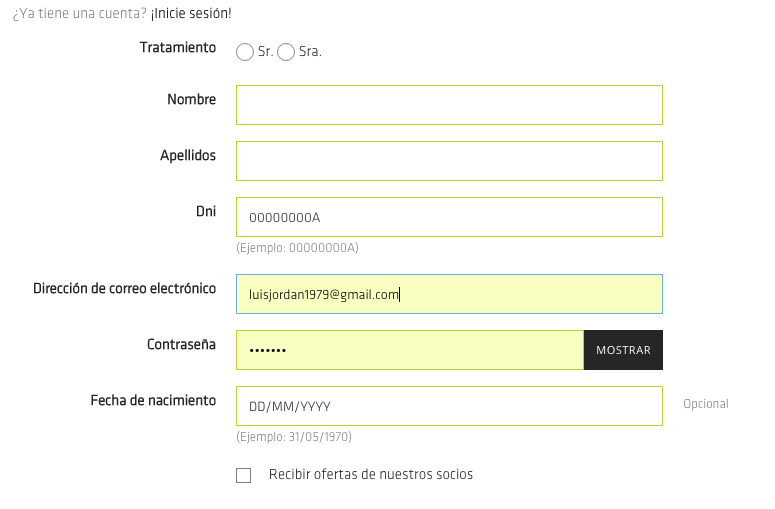 ¿Ya tiene una cuenta? ¡Inicie sesión!
Tratamiento Sr. Sra.
Nombre
Apellidos
Dni 00000000A
(Ejemplo: 00000000A)
Dirección de correo electrónico luisjordan1979@gmail.com
Contraseña ••••••• MOSTRAR
Fecha de nacimiento DD/MM/YYYY Opcional
(Ejemplo: 31/05/1970)
Recibir ofertas de nuestros socios